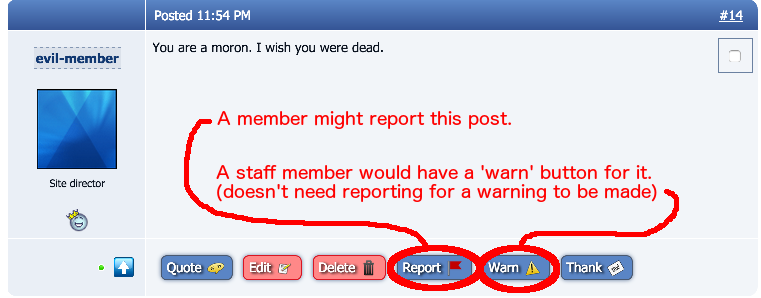 Posted 11:54 PM #14
evil-member
You are a moron. I wish you were dead.
A member might report this post.
A staff member would have a 'warn' button for it.
(doesn't need reporting for a warning to be made)
Site director
Quote Edit Delete Report Warn Thank